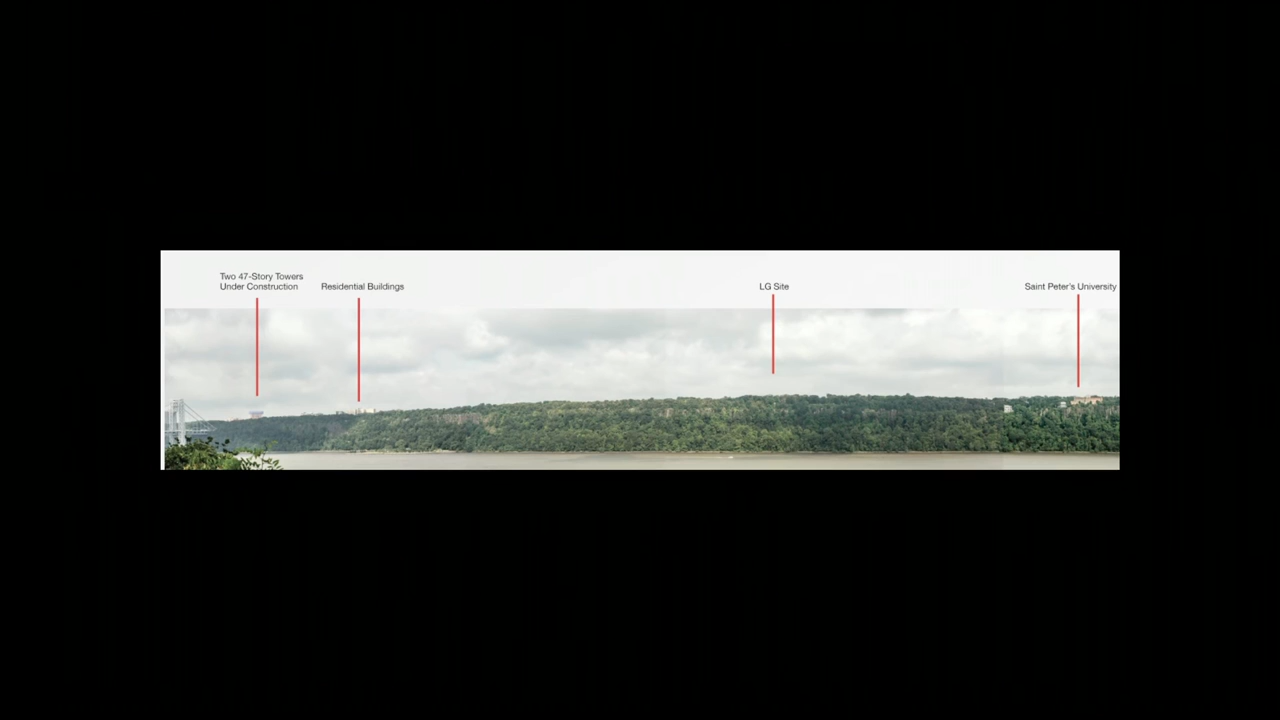 Two 47-Story Towers
Under Construction
Residential Buildings
LG Site
Saint Peter's University